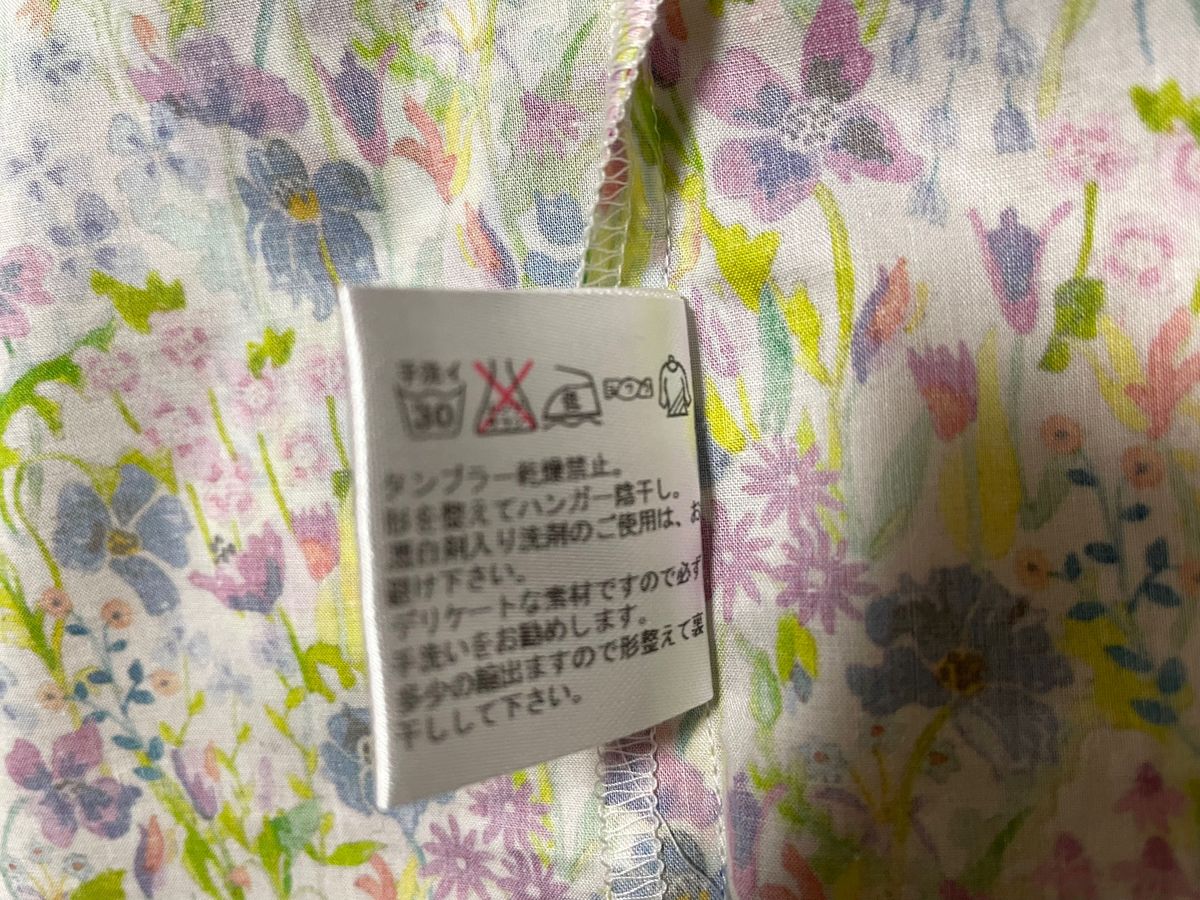 手洗イ
30
タンブラー乾燥禁止。
形を整えてハンガー陰干し。
漂白剤入り洗剤のご使用は、お
避け下さい。
デリケートな素材ですので必ず
手洗いをお勧めします。
多少の縮出ますので形整えて裏
干しして下さい。